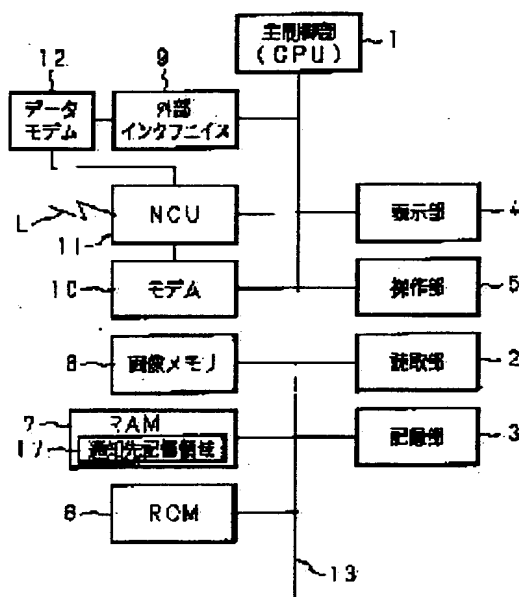 主制御部
(CPU)
1
12
9
データ
モデム
外部
インタフェイス
L
NCU
11
表示部
4
10
モデム
操作部
5
8
画像メモリ
読取部
2
7
RAM
17
通知先記憶領域
記録部
3
6
ROM
13